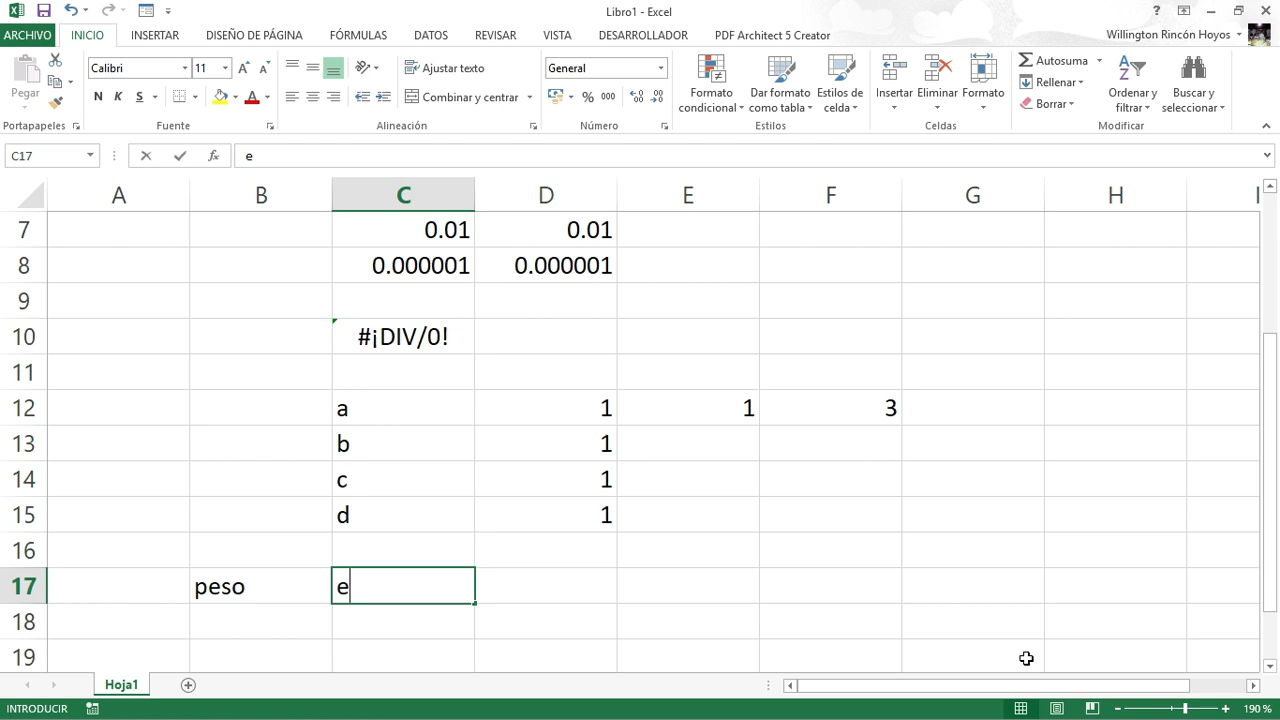 Libro1 - Excel
?
ARCHIVO INICIO INSERTAR DISEÑO DE PÁGINA FÓRMULAS DATOS REVISAR VISTA DESARROLLADOR PDF Architect 5 Creator Willington Rincón Hoyos
Pegar
Calibri 11
N K S
Ajustar texto
Combinar y centrar
General
% 000
Formato condicional
Dar formato como tabla
Estilos de celda
Insertar
Eliminar
Formato
Autosuma
Rellenar
Borrar
Ordenar y filtrar
Buscar y seleccionar
Portapapeles Fuente Alineación Número Estilos Celdas Modificar
C17 fx e
A B C D E F G H I
7 0.01 0.01
8 0.000001 0.000001
9
10 #¡DIV/0!
11
12 a 1 1 3
13 b 1
14 c 1
15 d 1
16
17 peso e
18
19
Hoja1
INTRODUCIR 190 %